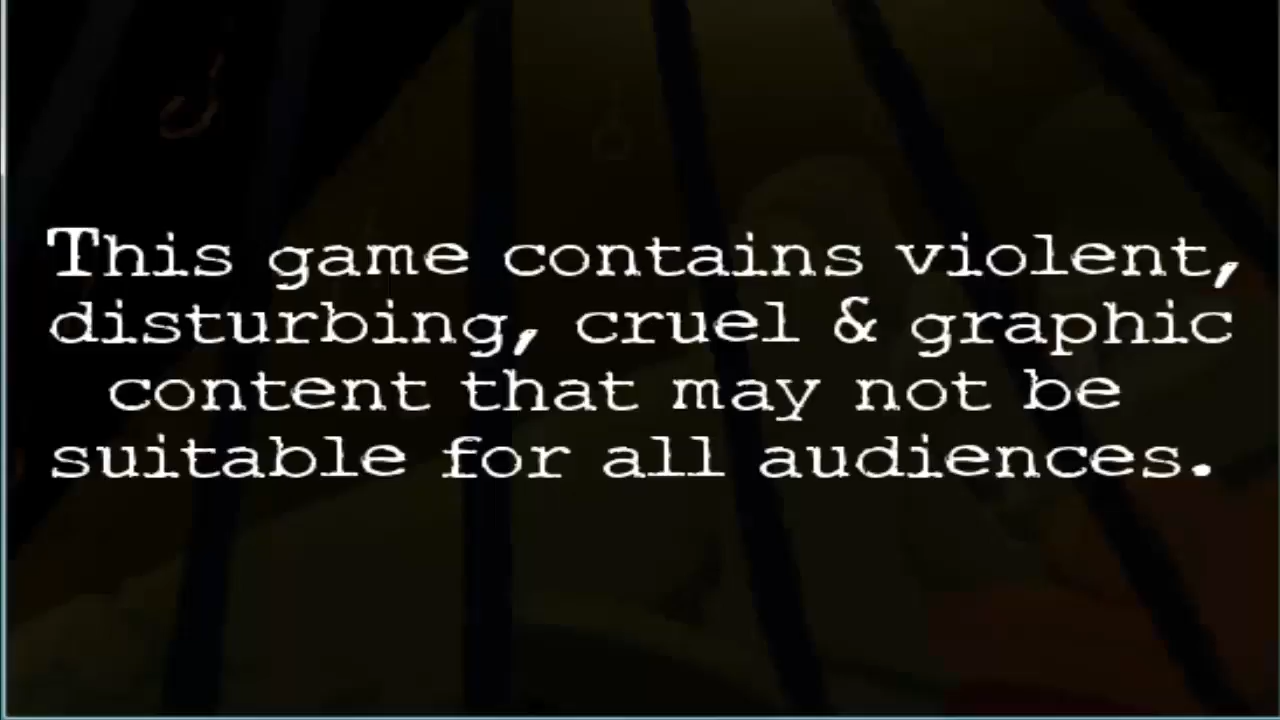 This game contains violent,
disturbing, cruel & graphic
content that may not be
suitable for all audiences.